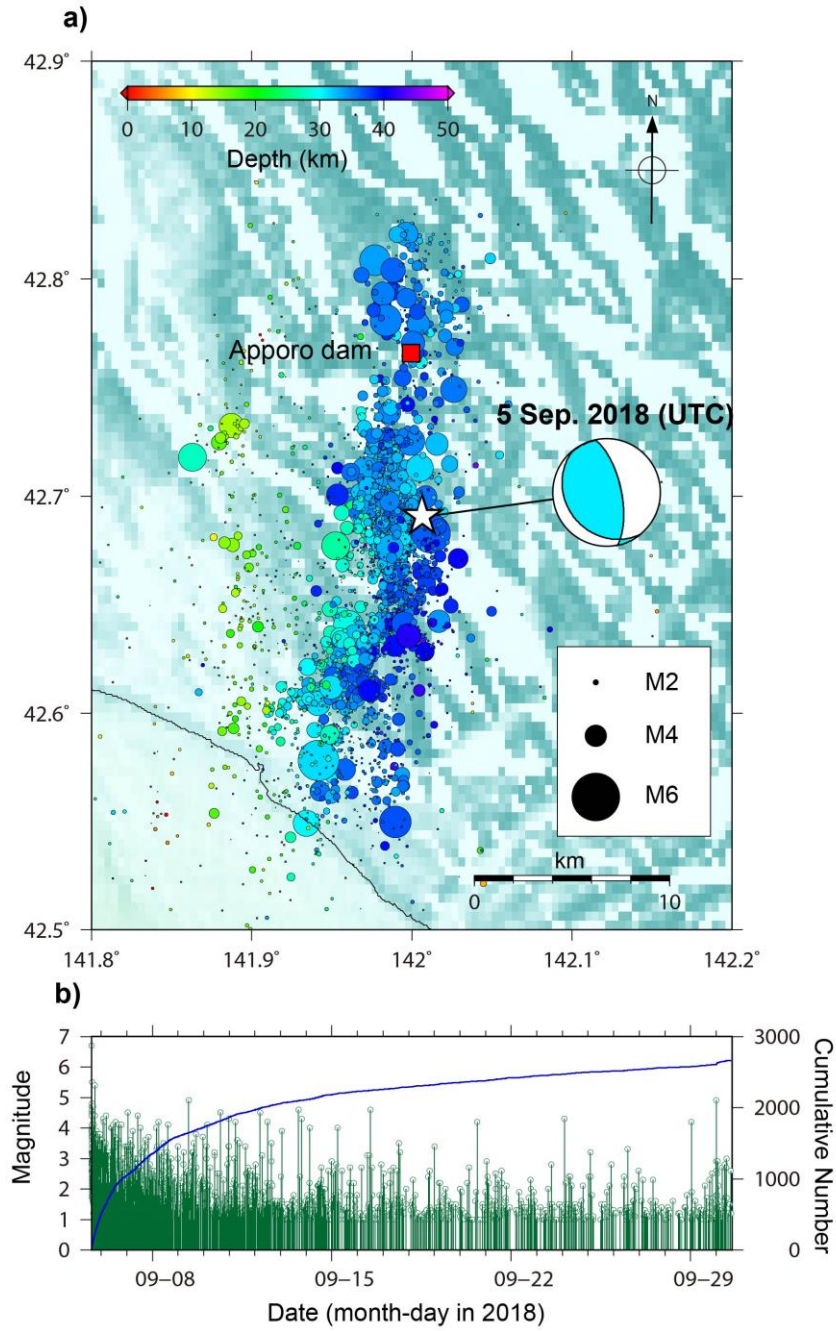 a)
42.9°
42.8°
42.7°
42.6°
42.5°
141.8°
141.9°
142°
142.1°
142.2°
0
10
20
30
40
50
Depth (km)
N
Apporo dam
5 Sep. 2018 (UTC)
M2
M4
M6
km
0
10
b)
7
6
5
4
3
2
1
0
Magnitude
3000
2000
1000
0
Cumulative Number
09–08
09–15
09–22
09–29
Date (month-day in 2018)